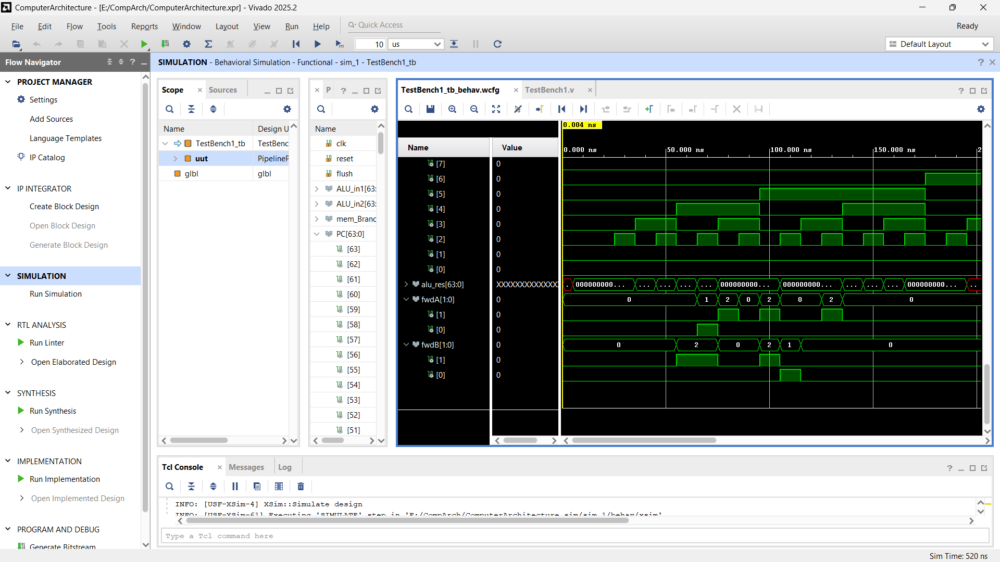 ComputerArchitecture - [E:/CompArch/ComputerArchitecture.xpr] - Vivado 2025.2
File Edit Flow Tools Reports Window Layout View Run Help
Quick Access
Ready
10 us
Default Layout
Flow Navigator
SIMULATION - Behavioral Simulation - Functional - sim_1 - TestBench1_tb
PROJECT MANAGER
Settings
Add Sources
Language Templates
IP Catalog
IP INTEGRATOR
Create Block Design
Open Block Design
Generate Block Design
SIMULATION
Run Simulation
RTL ANALYSIS
Run Linter
Open Elaborated Design
SYNTHESIS
Run Synthesis
Open Synthesized Design
IMPLEMENTATION
Run Implementation
Open Implemented Design
PROGRAM AND DEBUG
Generate Bitstream
Scope Sources
Name Design U
TestBench1_tb TestBenc
uut PipelineP
glbl glbl
P
Name
clk
reset
flush
ALU_in1[63:
ALU_in2[63:
mem_Branc
PC[63:0]
[63]
[62]
[61]
[60]
[59]
[58]
[57]
[56]
[55]
[54]
[53]
[52]
[51]
TestBench1_tb_behav.wcfg TestBench1.v
0.004 ns
Name Value
0.000 ns 50.000 ns 100.000 ns 150.000 ns 2
[7] 0
[6] 0
[5] 0
[4] 0
[3] 0
[2] 0
[1] 0
[0] 0
alu_res[63:0] XXXXXXXXXXXXX . 000000000... ... ... ... ... 000000000... 000000000... ... ... ... 000000000... ..
fwdA[1:0] 0 0 1 2 0 2 0 2 0
[1] 0
[0] 0
fwdB[1:0] 0 0 2 0 2 1 0
[1] 0
[0] 0
Tcl Console Messages Log
INFO: [USF-XSim-4] XSim::Simulate design
INFO: [USF-XSim-61] Executing 'SIMULATE' step in 'E:/CompArch/ComputerArchitecture.sim/sim_1/behav/xsim'
Type a Tcl command here
Sim Time: 520 ns